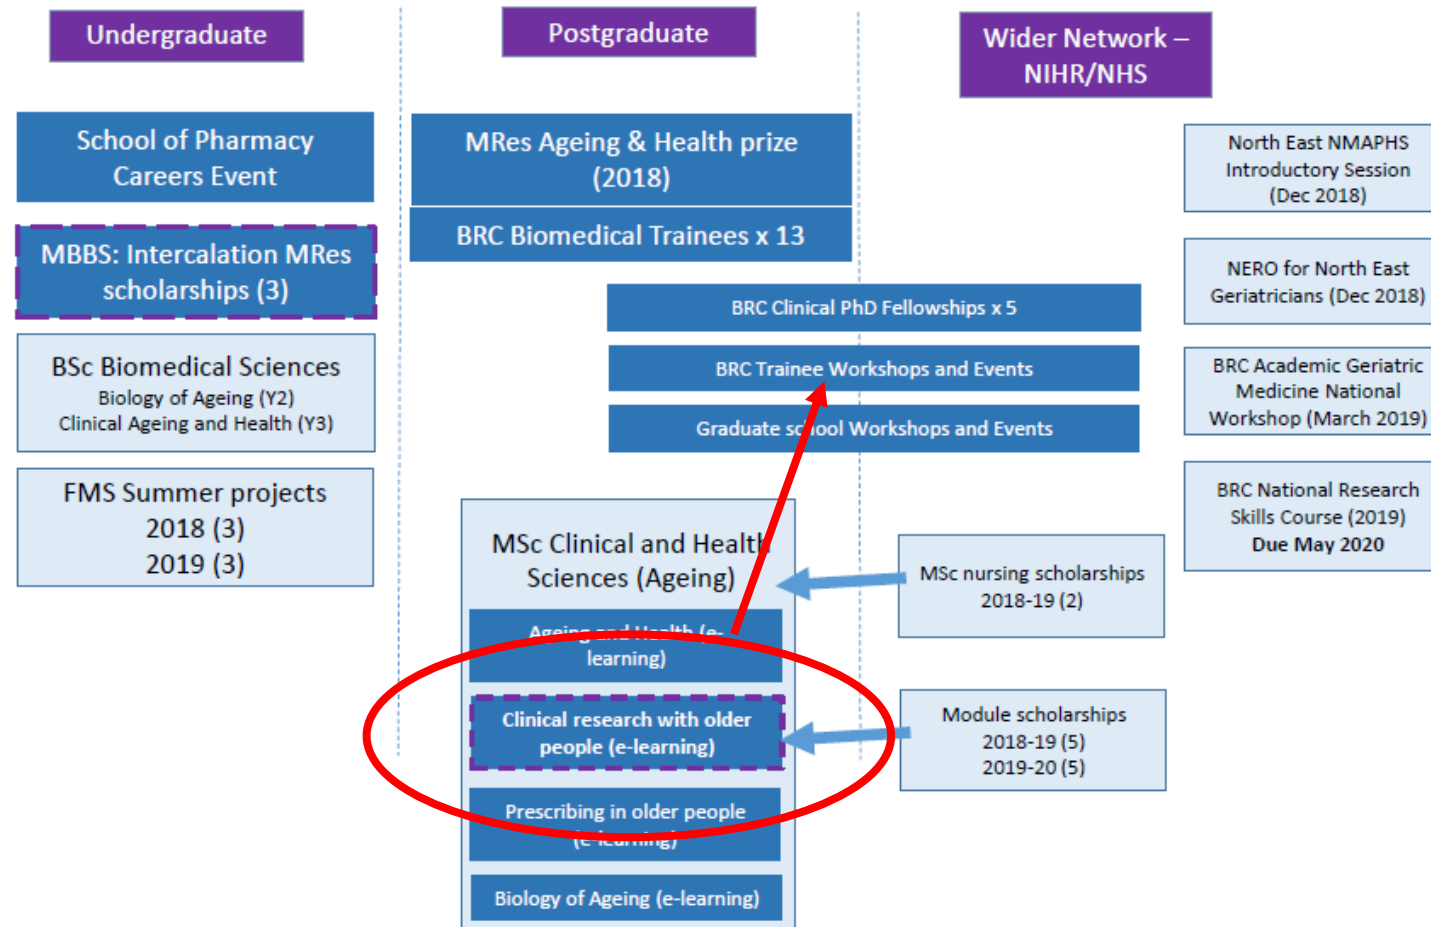 Undergraduate
School of Pharmacy
Careers Event
MBBS: Intercalation MRes
scholarships (3)
BSc Biomedical Sciences
Biology of Ageing (Y2)
Clinical Ageing and Health (Y3)
FMS Summer projects
2018 (3)
2019 (3)
Postgraduate
MRes Ageing & Health prize
(2018)
BRC Biomedical Trainees x 13
BRC Clinical PhD Fellowships x 5
BRC Trainee Workshops and Events
Graduate school Workshops and Events
MSc Clinical and Health
Sciences (Ageing)
Ageing and Health (e-
learning)
Clinical research with older
people (e-learning)
Prescribing in older people
(e-learning)
Biology of Ageing (e-learning)
Wider Network –
NIHR/NHS
MSc nursing scholarships
2018-19 (2)
Module scholarships
2018-19 (5)
2019-20 (5)
North East NMAPHS
Introductory Session
(Dec 2018)
NERO for North East
Geriatricians (Dec 2018)
BRC Academic Geriatric
Medicine National
Workshop (March 2019)
BRC National Research
Skills Course (2019)
Due May 2020